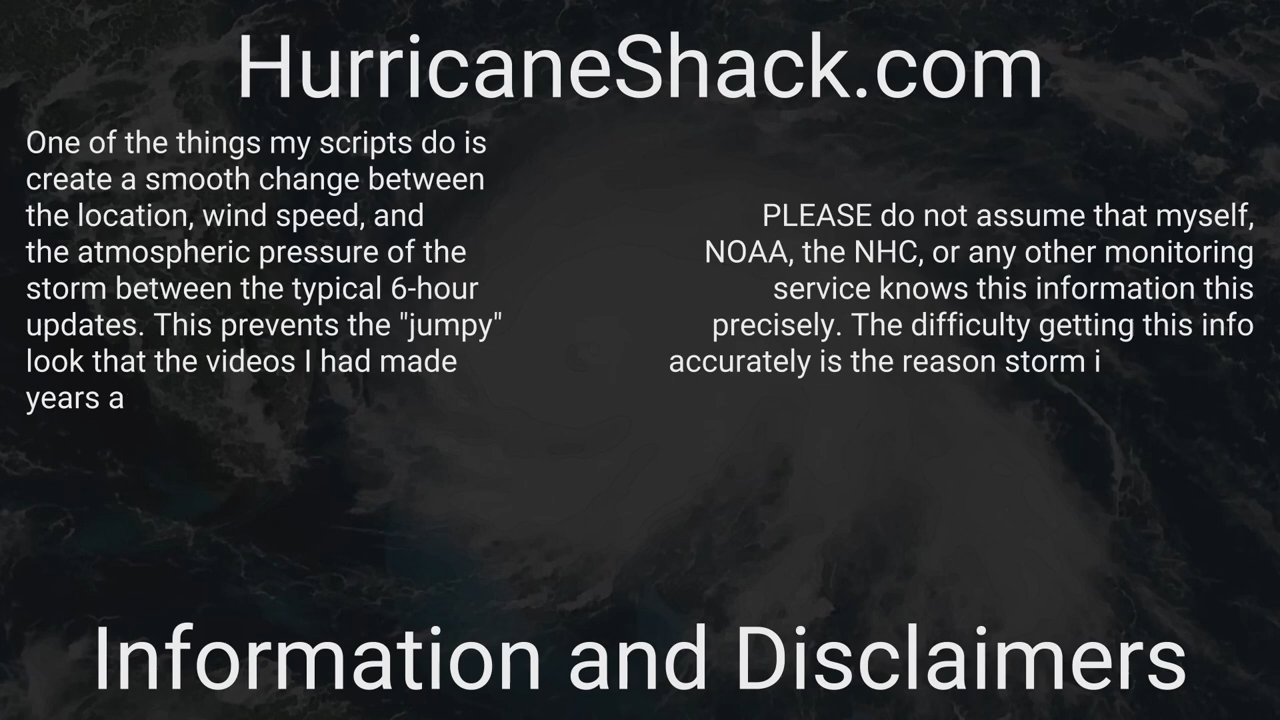 HurricaneShack.com
One of the things my scripts do is
create a smooth change between
the location, wind speed, and
the atmospheric pressure of the
storm between the typical 6-hour
updates. This prevents the "jumpy"
look that the videos I had made
years a
PLEASE do not assume that myself,
NOAA, the NHC, or any other monitoring
service knows this information this
precisely. The difficulty getting this info
accurately is the reason storm i
Information and Disclaimers